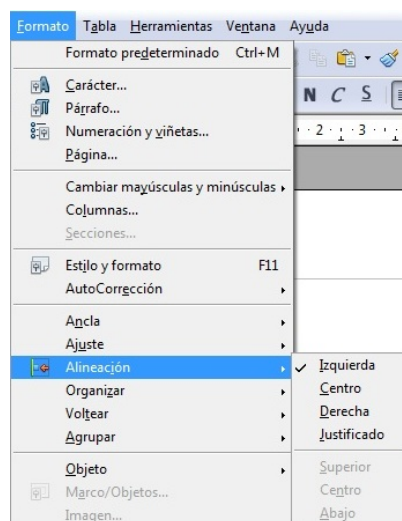 Formato Tabla Herramientas Ventana Ayuda
Formato predeterminado Ctrl+M
Carácter...
Párrafo...
Numeración y viñetas...
Página...
N C S
2 · 3
Cambiar mayúsculas y minúsculas
Columnas...
Secciones...
Estilo y formato F11
AutoCorrección
Ancla
Ajuste
Alineación
Organizar
Voltear
Agrupar
Objeto
Marco/Objetos...
Imagen...
Izquierda
Centro
Derecha
Justificado
Superior
Centro
Abajo